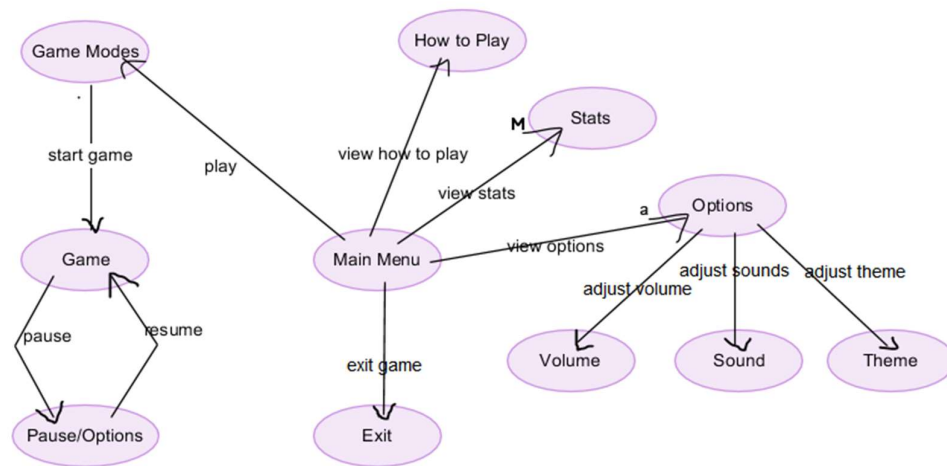 How to Play
Game Modes
M
Stats
start game
view how to play
play
view stats
a
Options
view options
Game
Main Menu
adjust sounds
adjust theme
adjust volume
pause
resume
exit game
Volume
Sound
Theme
Pause/Options
Exit